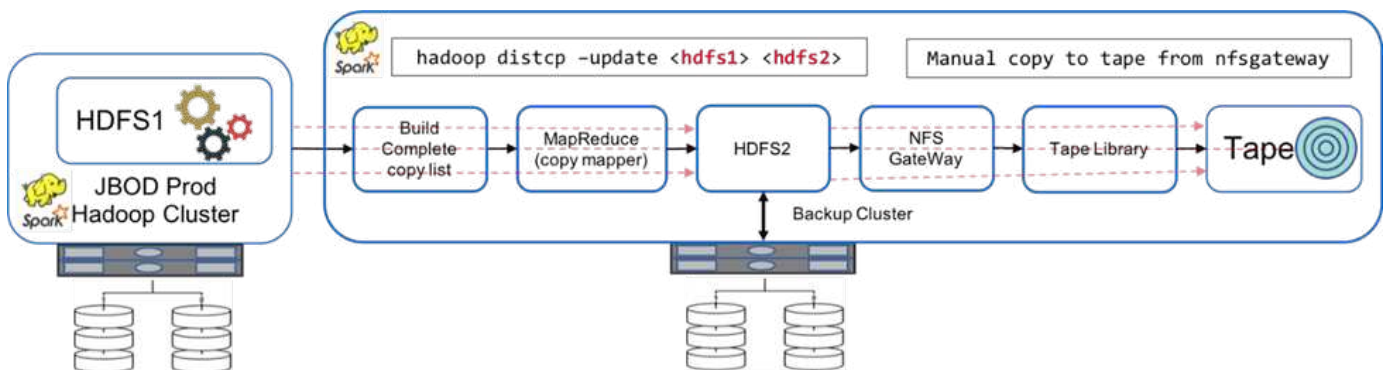 Spark
hadoop distcp –update <hdfs1> <hdfs2>
Manual copy to tape from nfsgateway
HDFS1
Build
Complete
copy list
MapReduce
(copy mapper)
HDFS2
NFS
GateWay
Tape Library
Tape
Spark
JBOD Prod
Hadoop Cluster
Backup Cluster